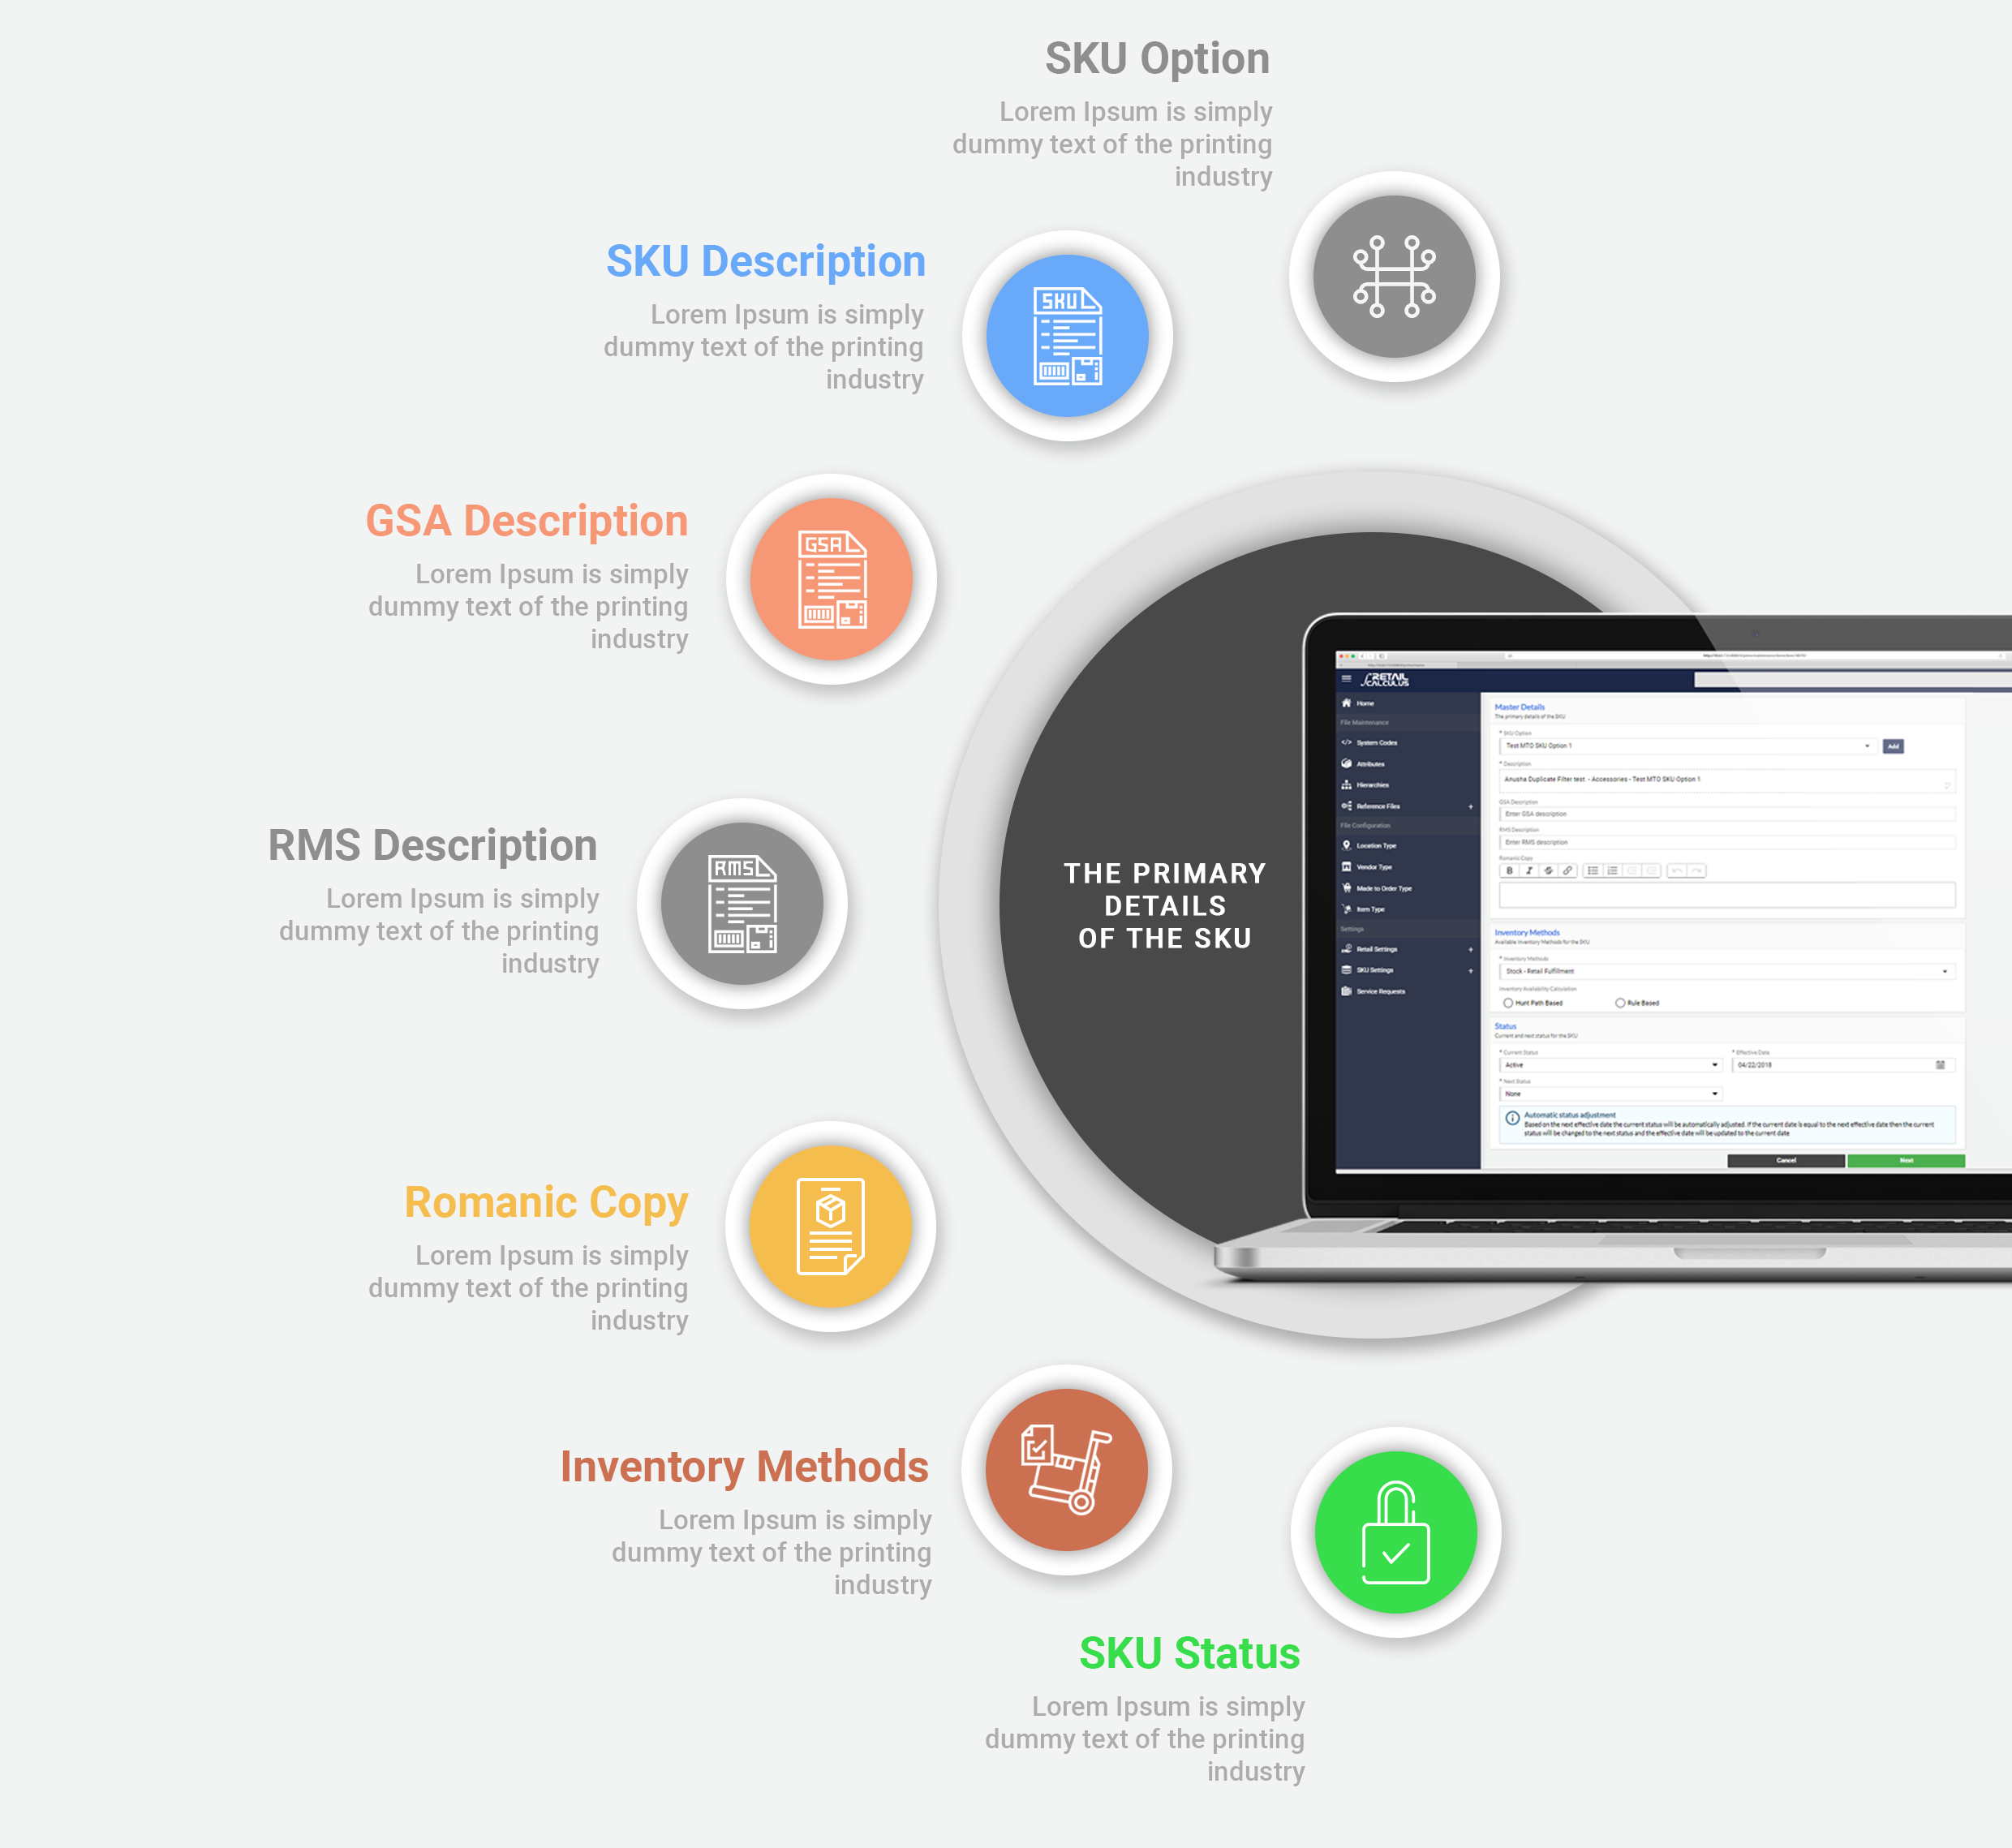 SKU Option
Lorem Ipsum is simply
dummy text of the printing
industry
SKU Description
Lorem Ipsum is simply
dummy text of the printing
industry
SKU
GSA Description
Lorem Ipsum is simply
dummy text of the printing
industry
GSA
RMS Description
Lorem Ipsum is simply
dummy text of the printing
industry
RMS
Romanic Copy
Lorem Ipsum is simply
dummy text of the printing
industry
Inventory Methods
Lorem Ipsum is simply
dummy text of the printing
industry
SKU Status
Lorem Ipsum is simply
dummy text of the printing
industry
THE PRIMARY
DETAILS
OF THE SKU
RETAIL
CALCULUS
Home
File Maintenance
System Codes
Attributes
Hierarchies
Reference Files +
File Configuration
Location Type
Vendor Type
Made to Order Type
Item Type
Settings
Retail Settings +
SKU Settings +
Service Requests
Master Details
The primary details of the SKU
* SKU Option
Test MTO SKU Option 1
Add
* Description
Anusha Duplicate Filter test - Accessories - Test MTO SKU Option 1
GSA Description
Enter GSA description
RMS Description
Enter RMS description
Romanic Copy
B I
Inventory Methods
Available Inventory Methods for the SKU
* Inventory Methods
Stock - Retail Fulfillment
Inventory Availability Calculation
Hunt Path Based Rule Based
Status
Current and next status for the SKU
* Current Status * Effective Date
Active 04/22/2018
* Next Status
None
Automatic status adjustment
Based on the next effective date the current status will be automatically adjusted. If the current date is equal to the next effective date then the current
status will be changed to the next status and the effective date will be updated to the current date
Cancel Next